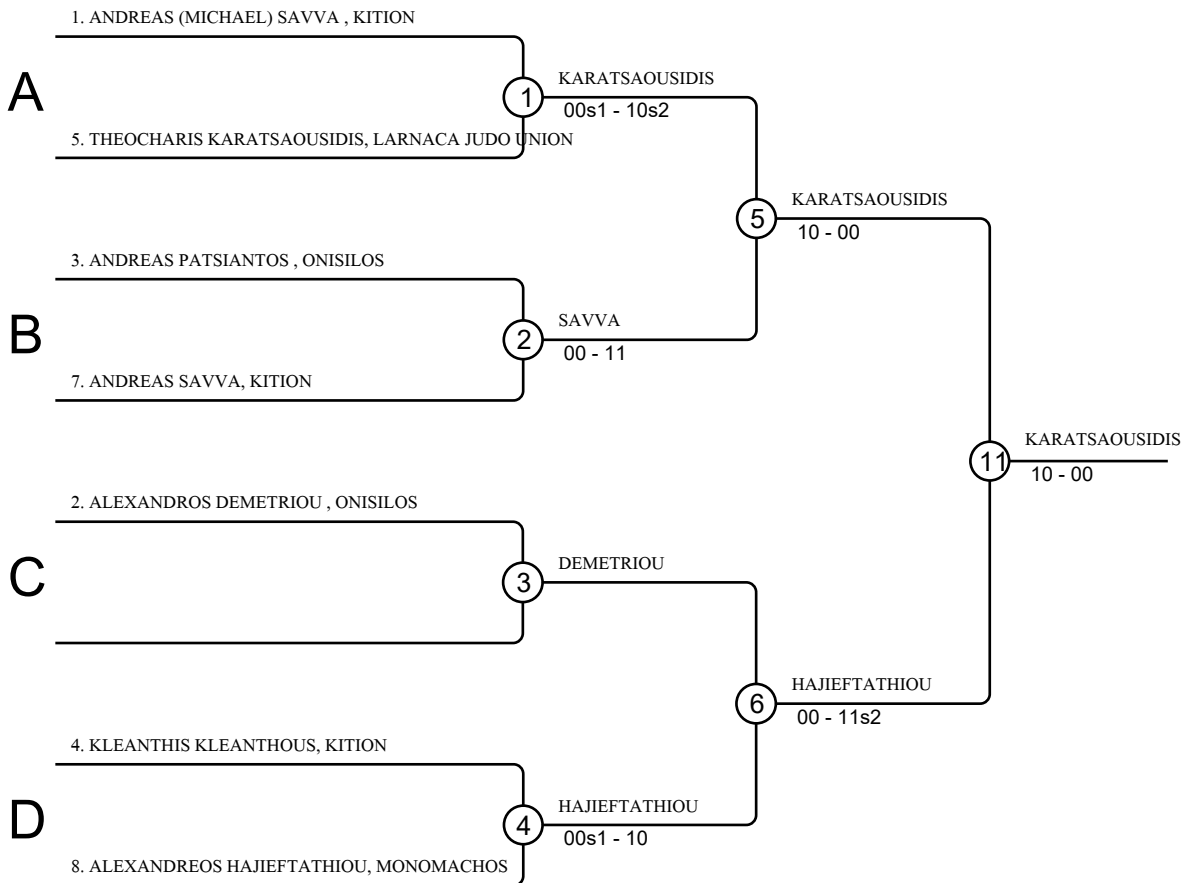 1. ANDREAS (MICHAEL) SAVVA , KITION
A
1
KARATSAOUSIDIS
00s1 - 10s2
5. THEOCHARIS KARATSAOUSIDIS, LARNACA JUDO UNION
5
KARATSAOUSIDIS
10 - 00
3. ANDREAS PATSIANTOS , ONISILOS
B
2
SAVVA
00 - 11
7. ANDREAS SAVVA, KITION
11
KARATSAOUSIDIS
10 - 00
2. ALEXANDROS DEMETRIOU , ONISILOS
C
3
DEMETRIOU
6
HAJIEFTATHIOU
00 - 11s2
4. KLEANTHIS KLEANTHOUS, KITION
D
4
HAJIEFTATHIOU
00s1 - 10
8. ALEXANDREOS HAJIEFTATHIOU, MONOMACHOS